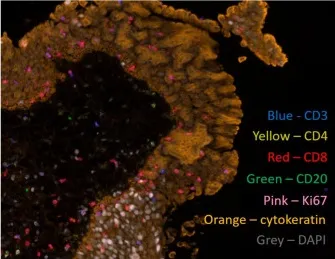 Blue - CD3
Yellow – CD4
Red – CD8
Green – CD20
Pink – Ki67
Orange – cytokeratin
Grey – DAPI